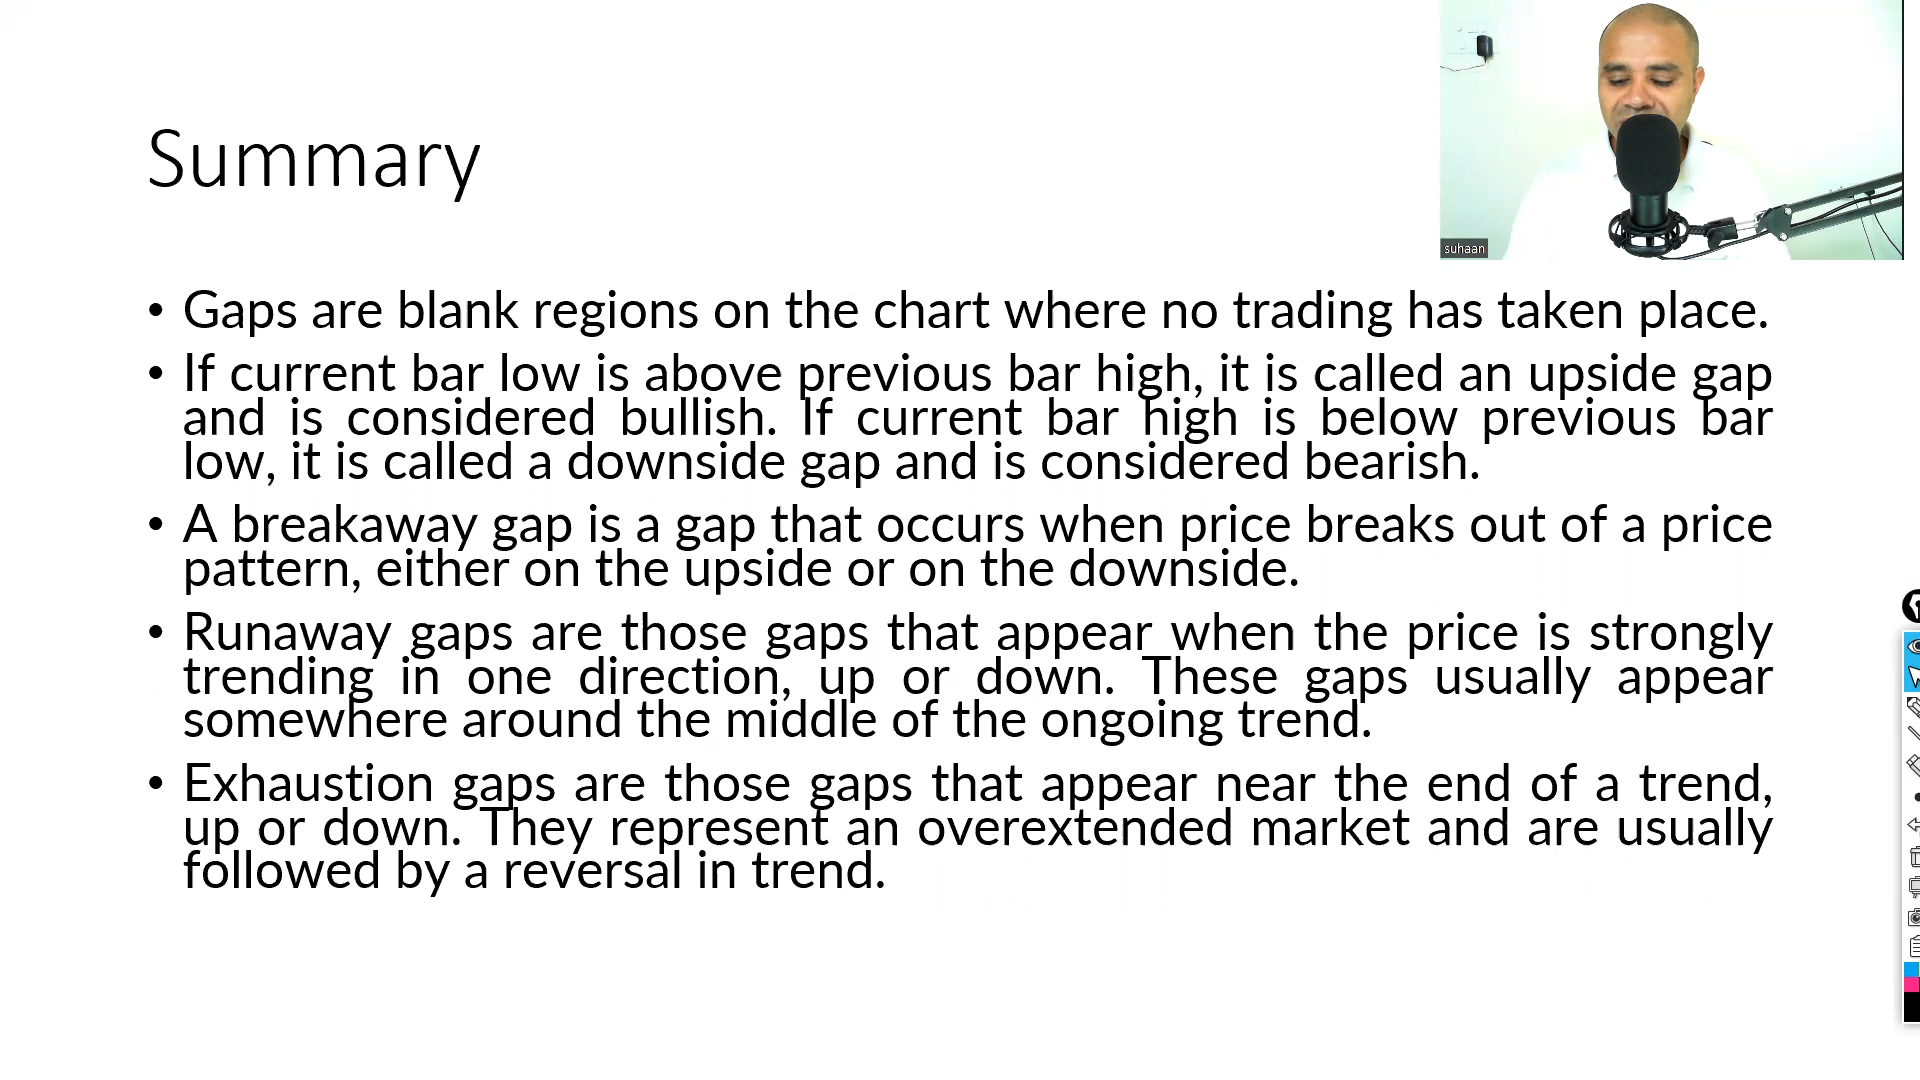 Summary
suhaan
• Gaps are blank regions on the chart where no trading has taken place.
• If current bar low is above previous bar high, it is called an upside gap
and is considered bullish. If current bar high is below previous bar
low, it is called a downside gap and is considered bearish.
• A breakaway gap is a gap that occurs when price breaks out of a price
pattern, either on the upside or on the downside.
• Runaway gaps are those gaps that appear when the price is strongly
trending in one direction, up or down. These gaps usually appear
somewhere around the middle of the ongoing trend.
• Exhaustion gaps are those gaps that appear near the end of a trend,
up or down. They represent an overextended market and are usually
followed by a reversal in trend.